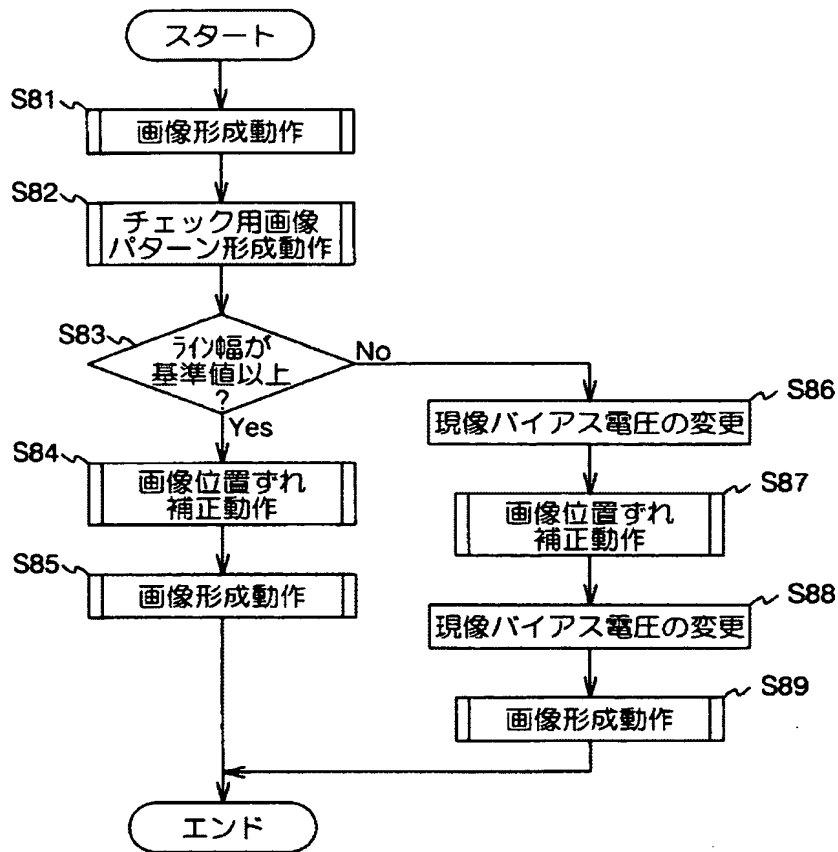 スタート
S81
画像形成動作
S82
チェック用画像
パターン形成動作
S83
ライン幅が
基準値以上
?
No
Yes
S84
画像位置ずれ
補正動作
S85
画像形成動作
S86
現像バイアス電圧の変更
S87
画像位置ずれ
補正動作
S88
現像バイアス電圧の変更
S89
画像形成動作
エンド